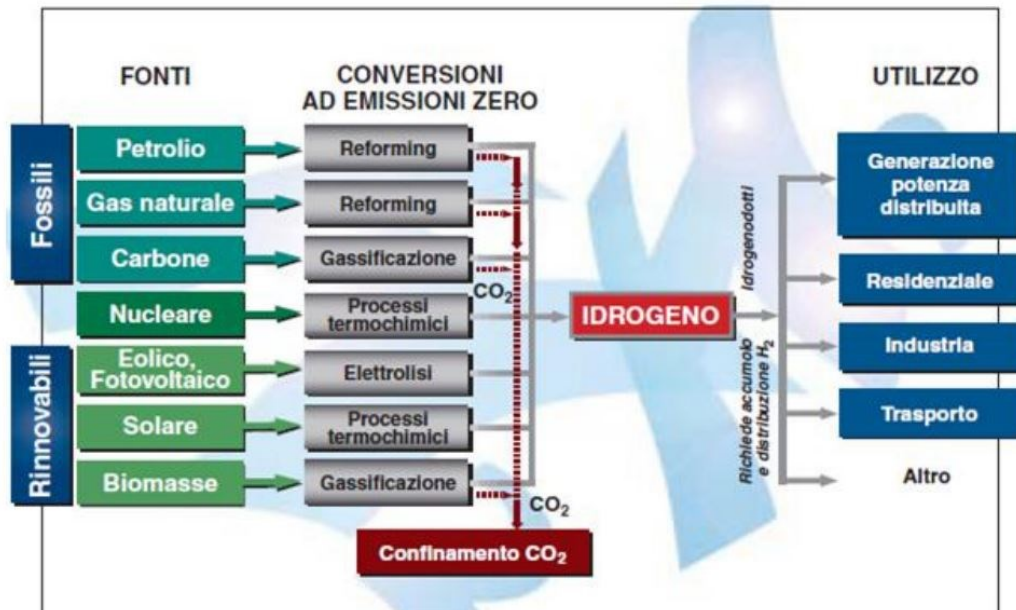 FONTI
CONVERSIONI
AD EMISSIONI ZERO
UTILIZZO
Fossili
Petrolio
Reforming
Gas naturale
Reforming
Carbone
Gassificazione
CO2
Nucleare
Processi
termochimici
Rinnovabili
Eolico,
Fotovoltaico
Elettrolisi
Solare
Processi
termochimici
Biomasse
Gassificazione
CO2
Confinamento CO2
IDROGENO
Idrogenodotti
Richiede accumolo
e distribuzione H2
Generazione
potenza
distribuita
Residenziale
Industria
Trasporto
Altro